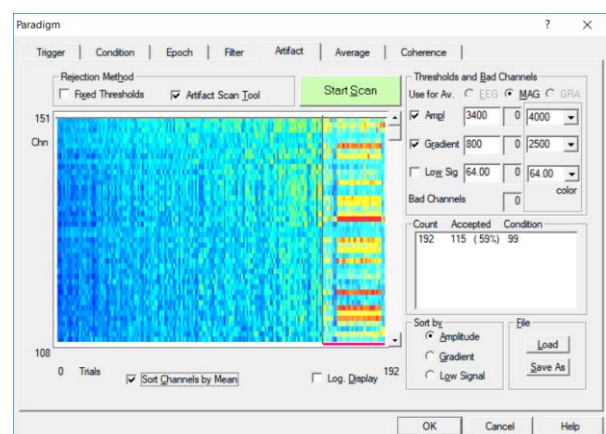 Paradigm ? ×
Trigger Condition Epoch Filter Artifact Average Coherence
Rejection Method
Fixed Thresholds Artifact Scan Tool
Start Scan
Thresholds and Bad Channels
Use for Av. EEG MAG GRA
Ampl 3400 0 4000
Gradient 800 0 2500
Low Sig 64.00 0 64.00
color
Bad Channels 0
151
Chn
108
0 Trials 192
Sort Channels by Mean Log. Display
Count Accepted Condition
192 115 (59%) 99
Sort by
Amplitude
Gradient
Low Signal
File
Load
Save As
OK Cancel Help